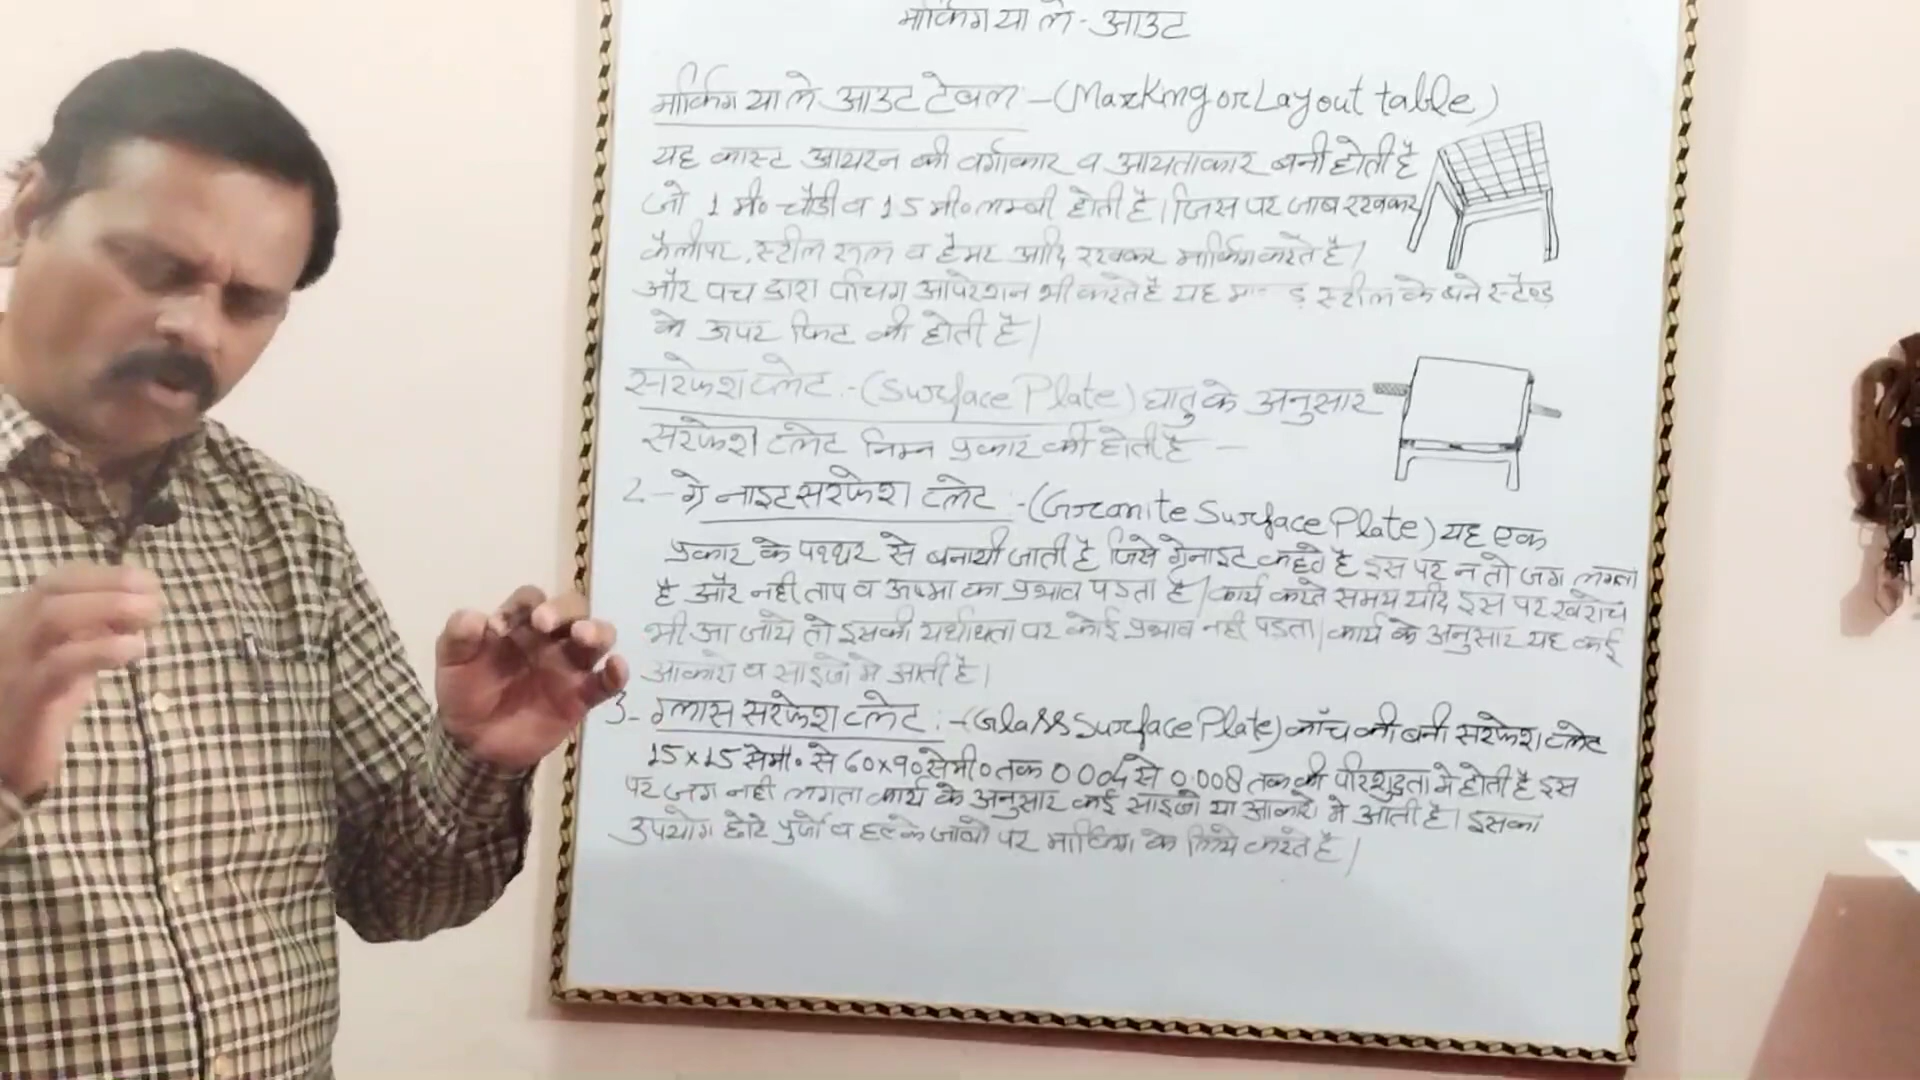 मार्किंग या ले-आउट
मार्किंग या ले आउट टेबल -(Marking or Layout table)
यह कास्ट आयरन की वर्गाकार व आयताकार बनी होती है
जो 1 मी० चौडी व 1 5 मी० लम्बी होती है। जिस पर जाब रखकर
कैलीपर, स्टील रूल व हैमर आदि रखकर मार्किंग करते है।
और पंच द्वारा पंचिंग आपरेशन भी करते है यह स्टील के बने स्टैण्ड
के ऊपर फिट की होती है।
सरफेश प्लेट :-(Surface Plate) धातु के अनुसार
सरफेश प्लेट निम्न प्रकार की होती है -
2-ग्रेनाइट सरफेश प्लेट :-(Granite Surface Plate) यह एक
प्रकार के पत्थर से बनायी जाती है जिसे ग्रेनाइट कहते है इस पर न तो जंग लगता
है और नही ताप व ऊष्मा का प्रभाव पडता है। कार्य करते समय यदि इस पर खरोंच
भी आ जाये तो इसकी यर्थाथता पर कोई प्रभाव नही पडता। कार्य के अनुसार यह कई
आकारो व साइजो मे आती है।
3-ग्लास सरफेश प्लेट :-(Glass Surface Plate) काँच की बनी सरफेश प्लेट
15x15 सेमी० से 60x90 सेमी० तक 0.004 से 0.008 तक की परिशुद्धता मे होती है इस
पर जंग नही लगता कार्य के अनुसार कई साइजो या आकारो मे आती है। इसका
उपयोग छोटे पुर्जो व हल्के जॉबो पर मार्किंग के लिये करते है।